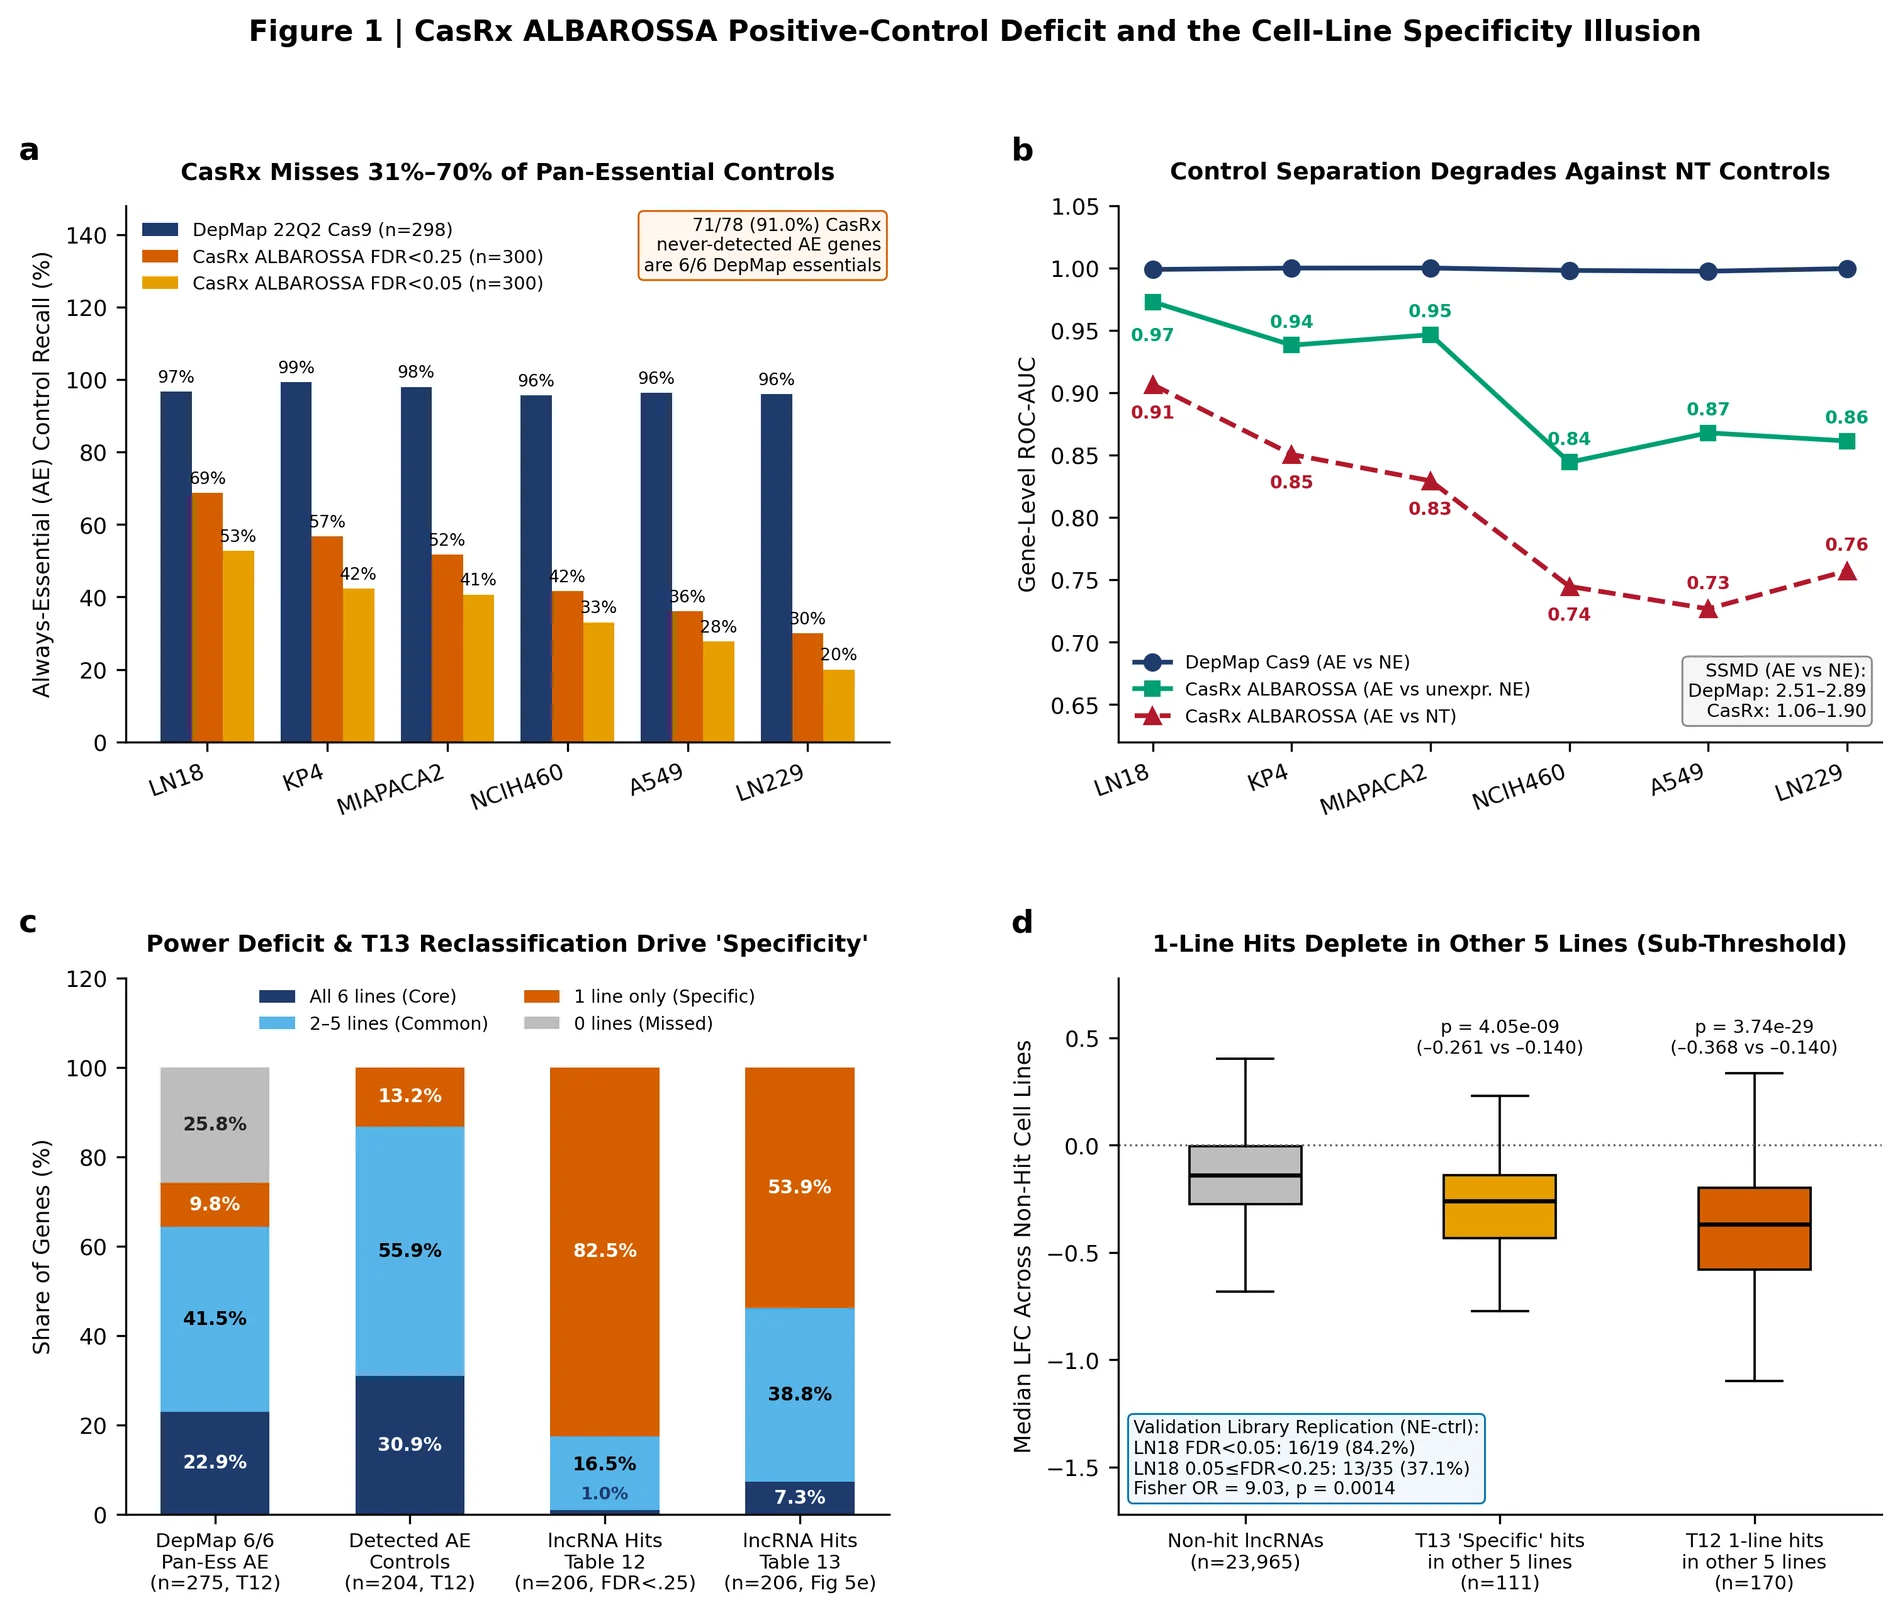 Figure 1 | CasRx ALBAROSSA Positive-Control Deficit and the Cell-Line Specificity Illusion
a
CasRx Misses 31%–70% of Pan-Essential Controls
Always-Essential (AE) Control Recall (%)
140
120
100
80
60
40
20
0
DepMap 22Q2 Cas9 (n=298)
CasRx ALBAROSSA FDR<0.25 (n=300)
CasRx ALBAROSSA FDR<0.05 (n=300)
71/78 (91.0%) CasRx
never-detected AE genes
are 6/6 DepMap essentials
97%
69%
53%
99%
57%
42%
98%
52%
41%
96%
42%
33%
96%
36%
28%
96%
30%
20%
LN18
KP4
MIAPACA2
NCIH460
A549
LN229
b
Control Separation Degrades Against NT Controls
Gene-Level ROC-AUC
1.05
1.00
0.95
0.90
0.85
0.80
0.75
0.70
0.65
0.97
0.94
0.95
0.84
0.87
0.86
0.91
0.85
0.83
0.74
0.73
0.76
DepMap Cas9 (AE vs NE)
CasRx ALBAROSSA (AE vs unexpr. NE)
CasRx ALBAROSSA (AE vs NT)
SSMD (AE vs NE):
DepMap: 2.51–2.89
CasRx: 1.06–1.90
LN18
KP4
MIAPACA2
NCIH460
A549
LN229
c
Power Deficit & T13 Reclassification Drive 'Specificity'
Share of Genes (%)
120
100
80
60
40
20
0
All 6 lines (Core)
2–5 lines (Common)
1 line only (Specific)
0 lines (Missed)
25.8%
9.8%
41.5%
22.9%
13.2%
55.9%
30.9%
82.5%
16.5%
1.0%
53.9%
38.8%
7.3%
DepMap 6/6
Pan-Ess AE
(n=275, T12)
Detected AE
Controls
(n=204, T12)
lncRNA Hits
Table 12
(n=206, FDR<.25)
lncRNA Hits
Table 13
(n=206, Fig 5e)
d
1-Line Hits Deplete in Other 5 Lines (Sub-Threshold)
Median LFC Across Non-Hit Cell Lines
0.5
0.0
−0.5
−1.0
−1.5
p = 4.05e-09
(–0.261 vs –0.140)
p = 3.74e-29
(–0.368 vs –0.140)
Validation Library Replication (NE-ctrl):
LN18 FDR<0.05: 16/19 (84.2%)
LN18 0.05≤FDR<0.25: 13/35 (37.1%)
Fisher OR = 9.03, p = 0.0014
Non-hit lncRNAs
(n=23,965)
T13 'Specific' hits
in other 5 lines
(n=111)
T12 1-line hits
in other 5 lines
(n=170)